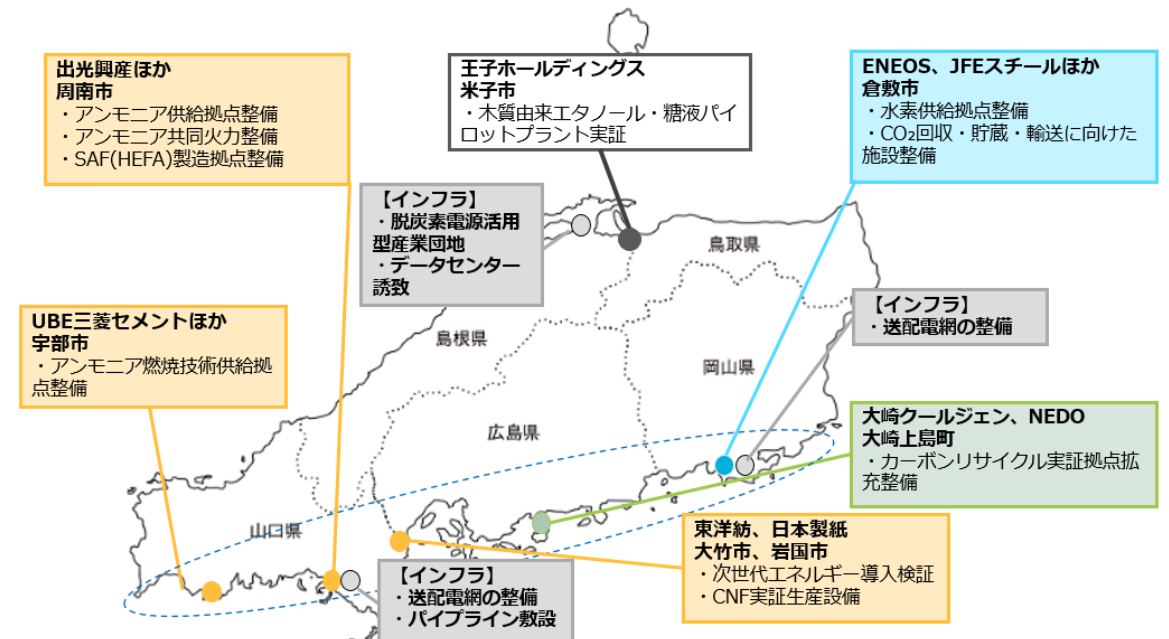 出光興産ほか
周南市
・アンモニア供給拠点整備
・アンモニア共同火力整備
・SAF(HEFA)製造拠点整備
王子ホールディングス
米子市
・木質由来エタノール・糖液パイ
ロットプラント実証
ENEOS、JFEスチールほか
倉敷市
・水素供給拠点整備
・CO₂回収・貯蔵・輸送に向けた
施設整備
【インフラ】
・脱炭素電源活用
型産業団地
・データセンター
誘致
鳥取県
【インフラ】
・送配電網の整備
UBE三菱セメントほか
宇部市
・アンモニア燃焼技術供給拠
点整備
島根県
岡山県
広島県
大崎クールジェン、NEDO
大崎上島町
・カーボンリサイクル実証拠点拡
充整備
山口県
東洋紡、日本製紙
大竹市、岩国市
・次世代エネルギー導入検証
・CNF実証生産設備
【インフラ】
・送配電網の整備
・パイプライン敷設